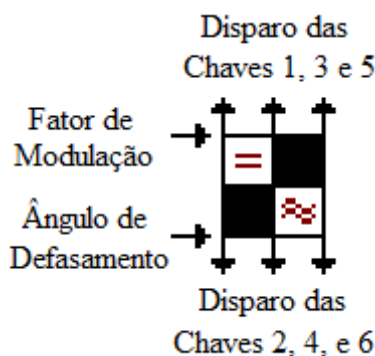 Disparo das
Chaves 1, 3 e 5
Fator de
Modulação
Ângulo de
Defasamento
Disparo das
Chaves 2, 4, e 6